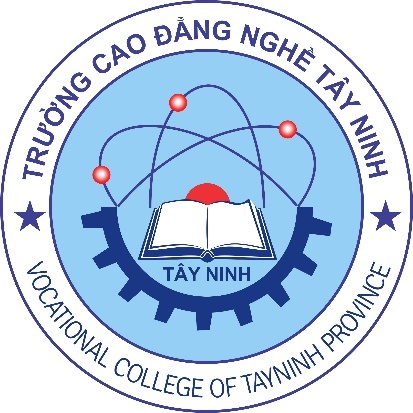 TRƯỜNG CAO ĐẲNG NGHỀ TÂY NINH
TÂY NINH
VOCATIONAL COLLEGE OF TAYNINH PROVINCE